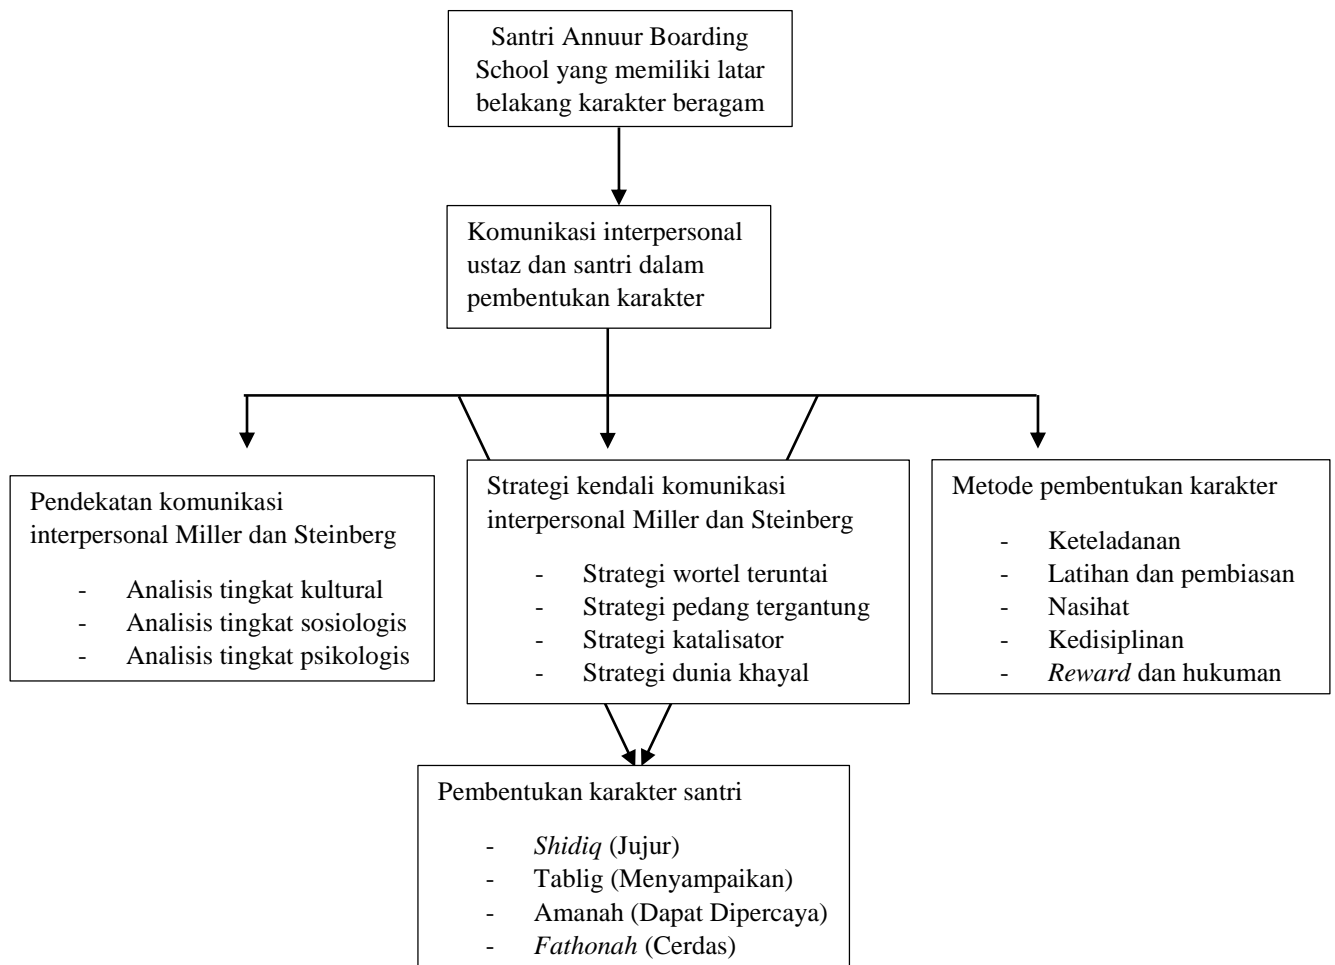 Santri Annuur Boarding
School yang memiliki latar
belakang karakter beragam
Komunikasi interpersonal
ustaz dan santri dalam
pembentukan karakter
Pendekatan komunikasi
interpersonal Miller dan Steinberg
- Analisis tingkat kultural
- Analisis tingkat sosiologis
- Analisis tingkat psikologis
Strategi kendali komunikasi
interpersonal Miller dan Steinberg
- Strategi wortel teruntai
- Strategi pedang tergantung
- Strategi katalisator
- Strategi dunia khayal
Metode pembentukan karakter
- Keteladanan
- Latihan dan pembiasan
- Nasihat
- Kedisiplinan
- Reward dan hukuman
Pembentukan karakter santri
- Shidiq (Jujur)
- Tablig (Menyampaikan)
- Amanah (Dapat Dipercaya)
- Fathonah (Cerdas)